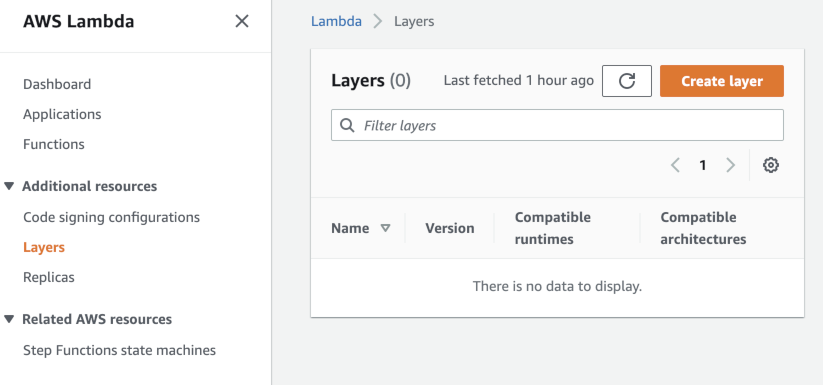 AWS Lambda
Dashboard
Applications
Functions
Additional resources
Code signing configurations
Layers
Replicas
Related AWS resources
Step Functions state machines
Lambda > Layers
Layers (0) Last fetched 1 hour ago Create layer
Filter layers
1
Name Version Compatible runtimes Compatible architectures
There is no data to display.